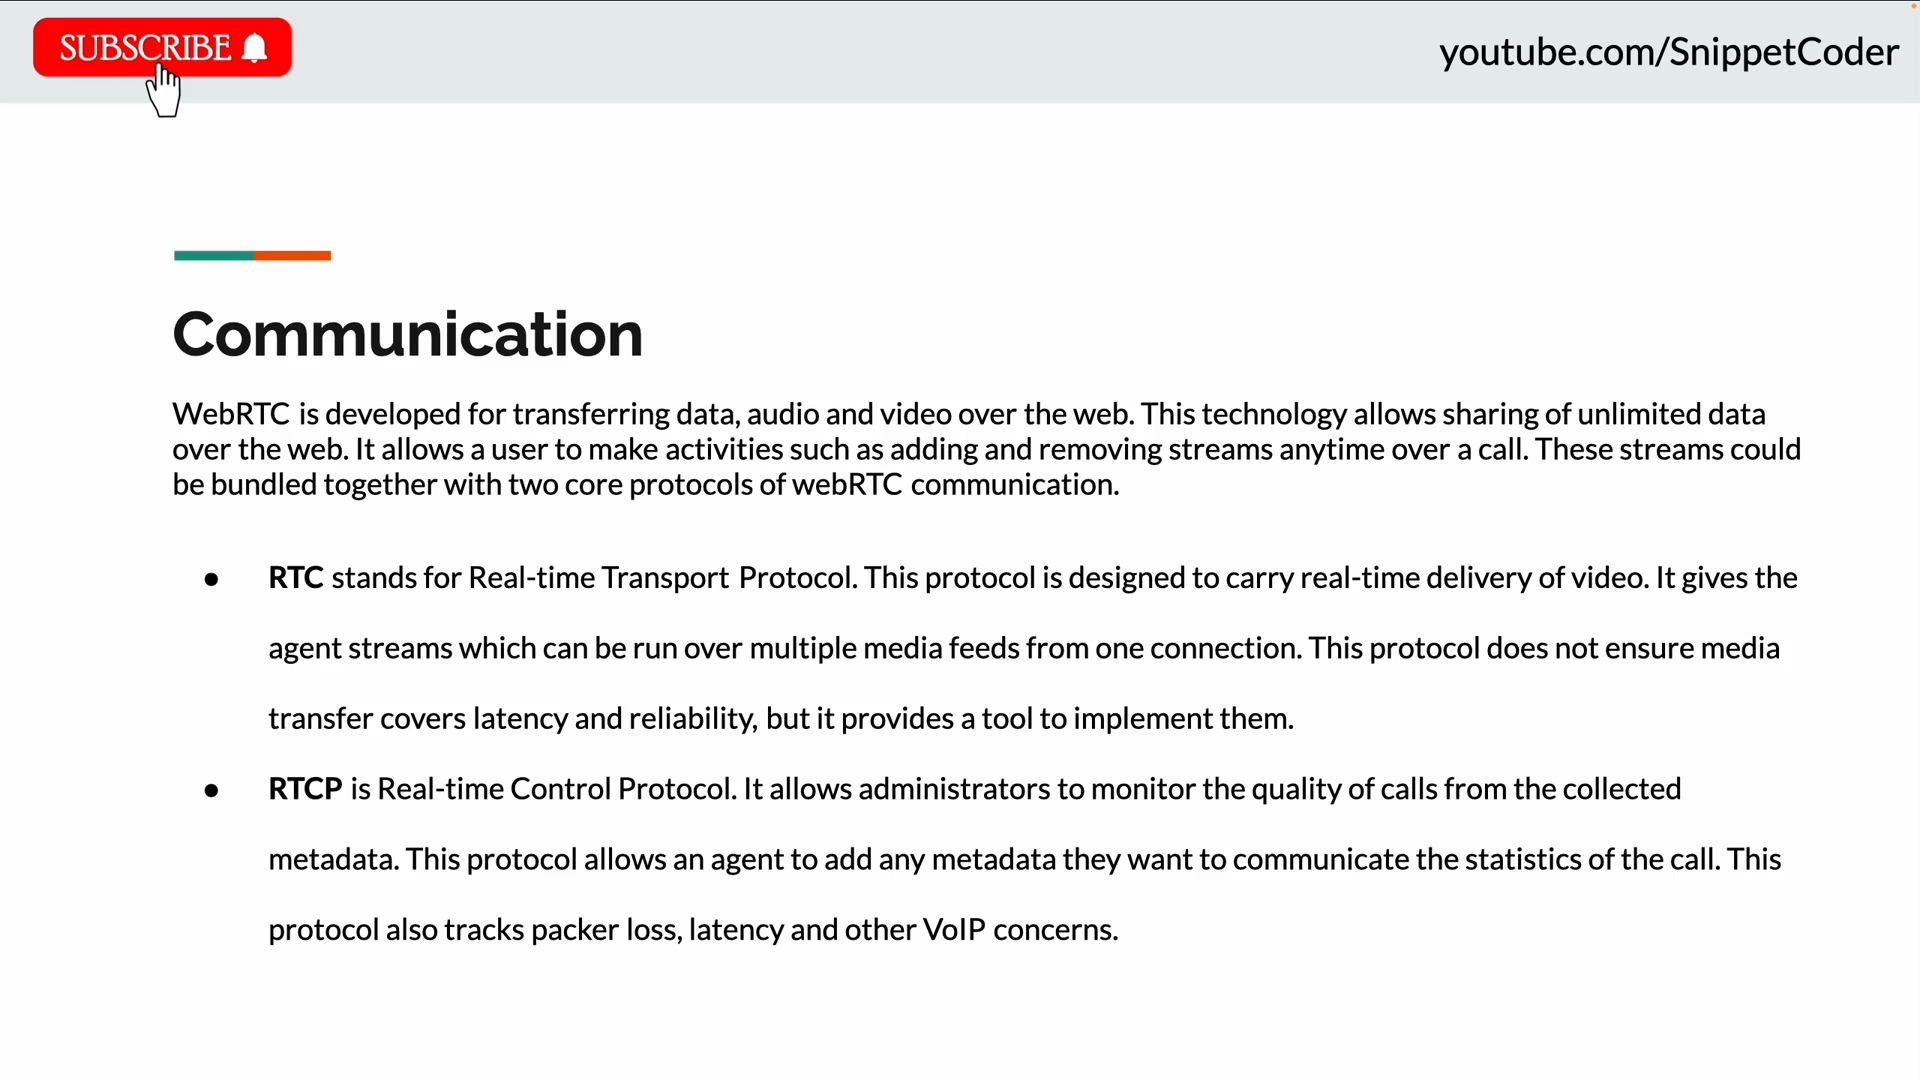 SUBSCRIBE
youtube.com/SnippetCoder
Communication
WebRTC is developed for transferring data, audio and video over the web. This technology allows sharing of unlimited data
over the web. It allows a user to make activities such as adding and removing streams anytime over a call. These streams could
be bundled together with two core protocols of webRTC communication.
● RTC stands for Real-time Transport Protocol. This protocol is designed to carry real-time delivery of video. It gives the
agent streams which can be run over multiple media feeds from one connection. This protocol does not ensure media
transfer covers latency and reliability, but it provides a tool to implement them.
● RTCP is Real-time Control Protocol. It allows administrators to monitor the quality of calls from the collected
metadata. This protocol allows an agent to add any metadata they want to communicate the statistics of the call. This
protocol also tracks packer loss, latency and other VoIP concerns.